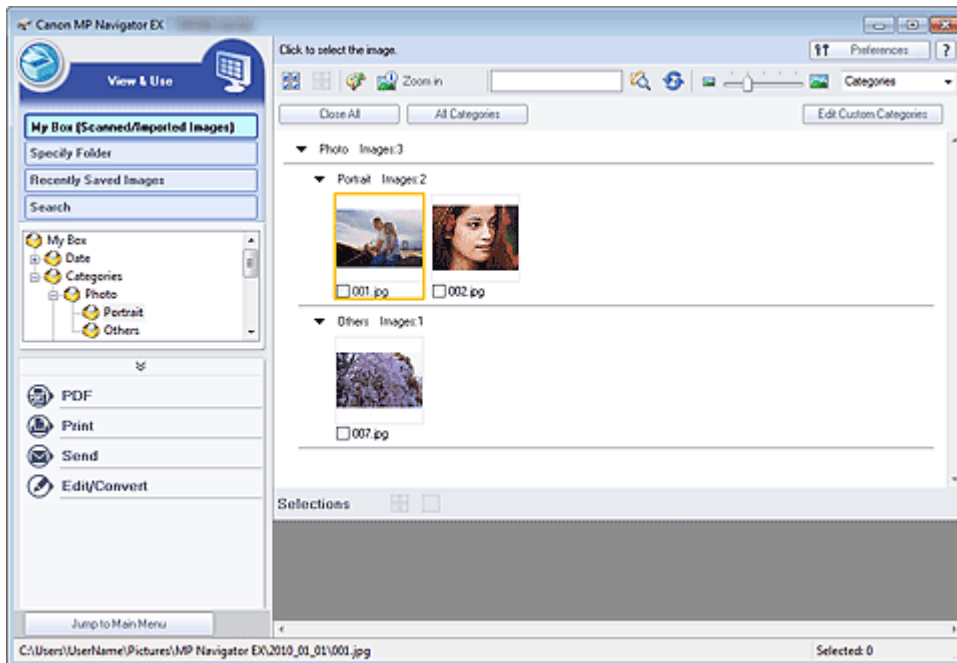 Canon MP Navigator EX
View & Use
My Box (Scanned/Imported Images)
Specify Folder
Recently Saved Images
Search
My Box
Date
Categories
Photo
Portrait
Others
PDF
Print
Send
Edit/Convert
Jump to Main Menu
Click to select the image.
Preferences
?
Zoom in
Categories
Close All
All Categories
Edit Custom Categories
Photo Images:3
Portrait Images:2
001.jpg
002.jpg
Others Images:1
007.jpg
Selections
C:\Users\UserName\Pictures\MP Navigator EX\2010_01_01\001.jpg
Selected: 0